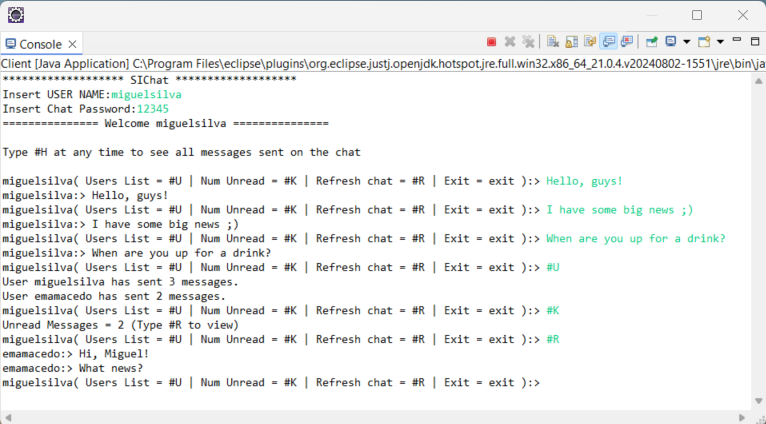 Console
Client [Java Application] C:\Program Files\eclipse\plugins\org.eclipse.justj.openjdk.hotspot.jre.full.win32.x86_64_21.0.4.v20240802-1551\jre\bin\ja
******************* SIChat *******************
Insert USER NAME:miguelsilva
Insert Chat Password:12345
=============== Welcome miguelsilva ===============
Type #H at any time to see all messages sent on the chat
miguelsilva( Users List = #U | Num Unread = #K | Refresh chat = #R | Exit = exit ):> Hello, guys!
miguelsilva:> Hello, guys!
miguelsilva( Users List = #U | Num Unread = #K | Refresh chat = #R | Exit = exit ):> I have some big news ;)
miguelsilva:> I have some big news ;)
miguelsilva( Users List = #U | Num Unread = #K | Refresh chat = #R | Exit = exit ):> When are you up for a drink?
miguelsilva:> When are you up for a drink?
miguelsilva( Users List = #U | Num Unread = #K | Refresh chat = #R | Exit = exit ):> #U
User miguelsilva has sent 3 messages.
User emamacedo has sent 2 messages.
miguelsilva( Users List = #U | Num Unread = #K | Refresh chat = #R | Exit = exit ):> #K
Unread Messages = 2 (Type #R to view)
miguelsilva( Users List = #U | Num Unread = #K | Refresh chat = #R | Exit = exit ):> #R
emamacedo:> Hi, Miguel!
emamacedo:> What news?
miguelsilva( Users List = #U | Num Unread = #K | Refresh chat = #R | Exit = exit ):>